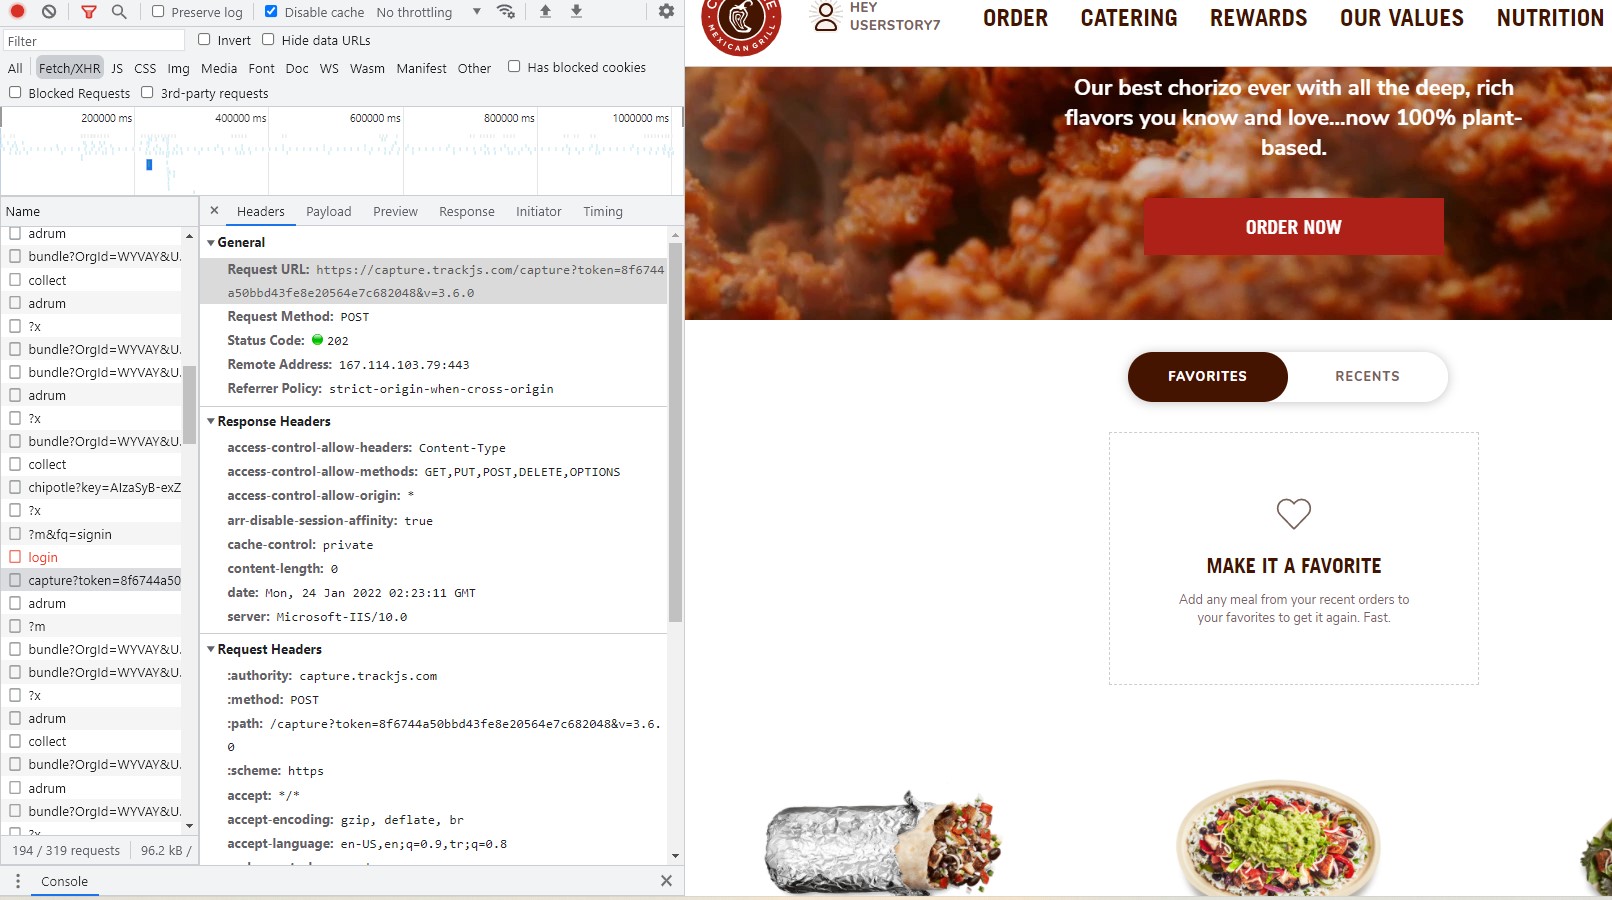 Preserve log
Disable cache
No throttling
Filter
Invert
Hide data URLs
All
Fetch/XHR
JS
CSS
Img
Media
Font
Doc
WS
Wasm
Manifest
Other
Has blocked cookies
Blocked Requests
3rd-party requests
200000 ms
400000 ms
600000 ms
800000 ms
1000000 ms
Name
adrum
bundle?OrgId=WYVAY&U.
collect
adrum
?x
bundle?OrgId=WYVAY&U.
bundle?OrgId=WYVAY&U.
adrum
?x
bundle?OrgId=WYVAY&U.
collect
chipotle?key=AIzaSyB-exZ
?x
?m&fq=signin
login
capture?token=8f6744a50
adrum
?m
bundle?OrgId=WYVAY&U.
bundle?OrgId=WYVAY&U.
?x
adrum
collect
bundle?OrgId=WYVAY&U.
adrum
bundle?OrgId=WYVAY&U.
?x
194 / 319 requests
96.2 kB /
Headers
Payload
Preview
Response
Initiator
Timing
General
Request URL: https://capture.trackjs.com/capture?token=8f6744
a50bbd43fe8e20564e7c682048&v=3.6.0
Request Method: POST
Status Code: 202
Remote Address: 167.114.103.79:443
Referrer Policy: strict-origin-when-cross-origin
Response Headers
access-control-allow-headers: Content-Type
access-control-allow-methods: GET,PUT,POST,DELETE,OPTIONS
access-control-allow-origin: *
arr-disable-session-affinity: true
cache-control: private
content-length: 0
date: Mon, 24 Jan 2022 02:23:11 GMT
server: Microsoft-IIS/10.0
Request Headers
:authority: capture.trackjs.com
:method: POST
:path: /capture?token=8f6744a50bbd43fe8e20564e7c682048&v=3.6.
0
:scheme: https
accept: */*
accept-encoding: gzip, deflate, br
accept-language: en-US,en;q=0.9,tr;q=0.8
Console
MEXICAN GRILL
HEY
USERSTORY7
ORDER
CATERING
REWARDS
OUR VALUES
NUTRITION
Our best chorizo ever with all the deep, rich
flavors you know and love...now 100% plant-
based.
ORDER NOW
FAVORITES
RECENTS
MAKE IT A FAVORITE
Add any meal from your recent orders to
your favorites to get it again. Fast.